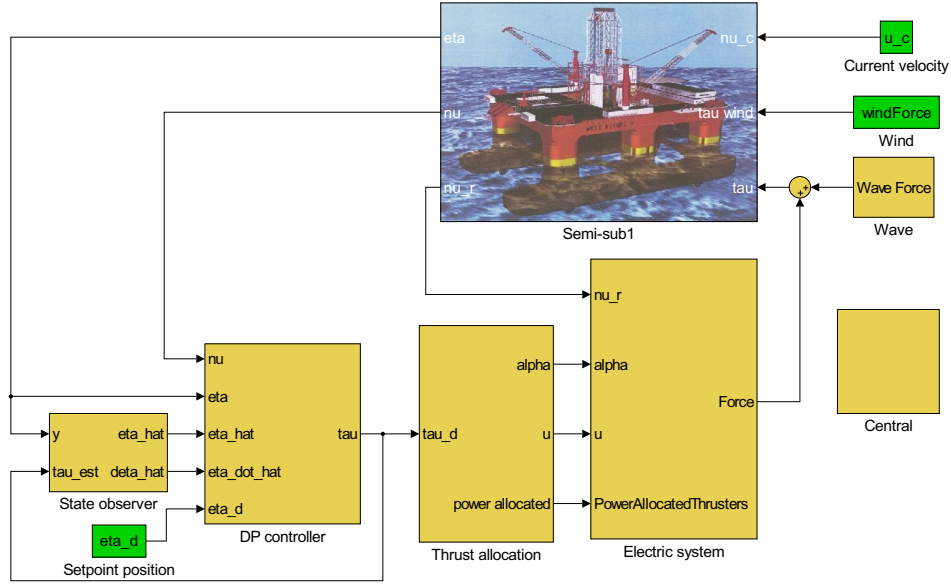 eta
nu_c
u_c
Current velocity
nu
tau wind
windForce
Wind
nu_r
tau
Wave Force
Wave
+
+
Semi-sub1
nu_r
alpha
u
PowerAllocatedThrusters
Force
Electric system
alpha
tau_d
u
power allocated
Thrust allocation
nu
eta
eta_hat
tau
eta_dot_hat
eta_d
DP controller
y
eta_hat
tau_est
deta_hat
State observer
eta_d
Setpoint position
Central